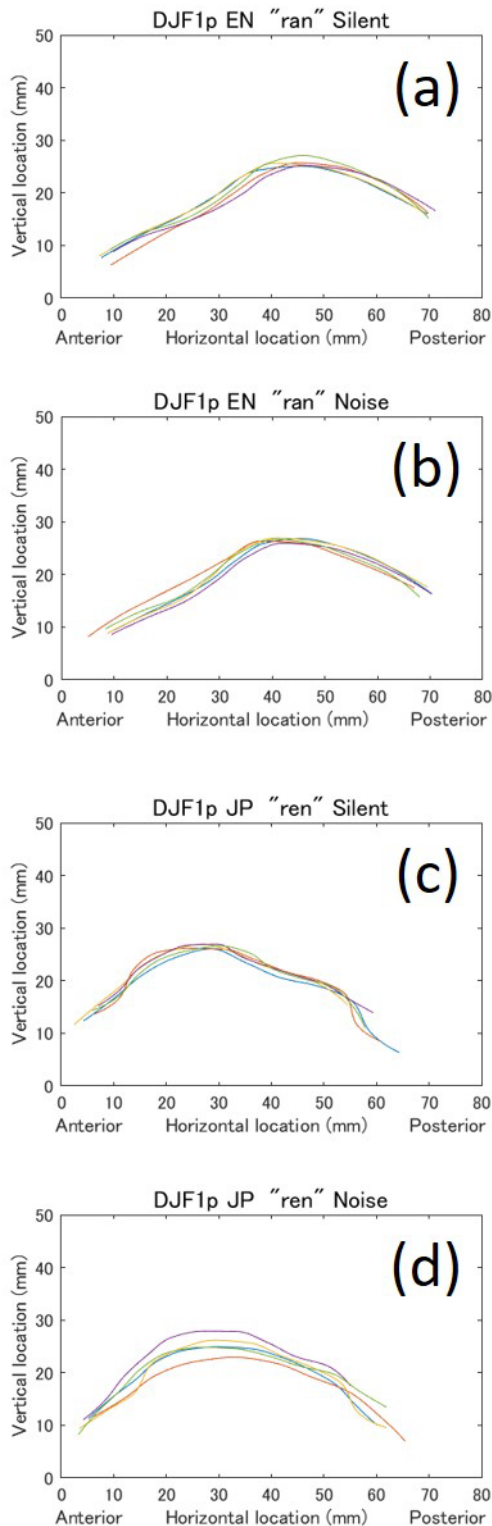 DJF1p EN "ran" Silent
(a)
50
40
30
20
10
0
Vertical location (mm)
0 10 20 30 40 50 60 70 80
Anterior Horizontal location (mm) Posterior
DJF1p EN "ran" Noise
(b)
50
40
30
20
10
0
Vertical location (mm)
0 10 20 30 40 50 60 70 80
Anterior Horizontal location (mm) Posterior
DJF1p JP "ren" Silent
(c)
50
40
30
20
10
0
Vertical location (mm)
0 10 20 30 40 50 60 70 80
Anterior Horizontal location (mm) Posterior
DJF1p JP "ren" Noise
(d)
50
40
30
20
10
0
Vertical location (mm)
0 10 20 30 40 50 60 70 80
Anterior Horizontal location (mm) Posterior